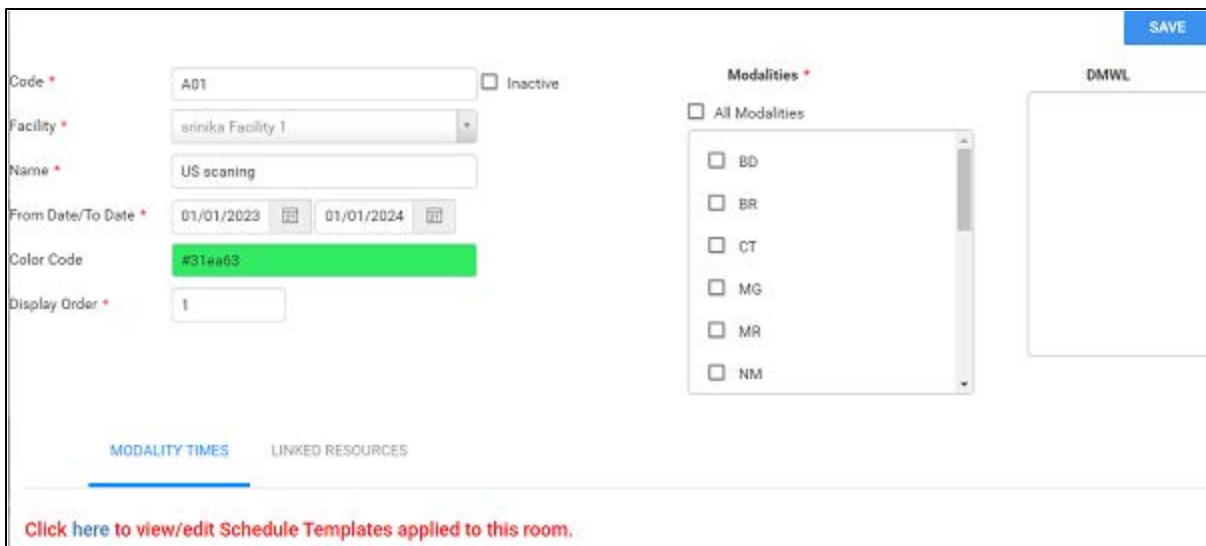 SAVE
Code * A01 Inactive
Modalities * DMWL
All Modalities
Facility * srinika Facility 1
BD
Name * US scaning
BR
From Date/To Date * 01/01/2023 01/01/2024
CT
Color Code #31ea63
MG
Display Order * 1
MR
NM
MODALITY TIMES LINKED RESOURCES
Click here to view/edit Schedule Templates applied to this room.